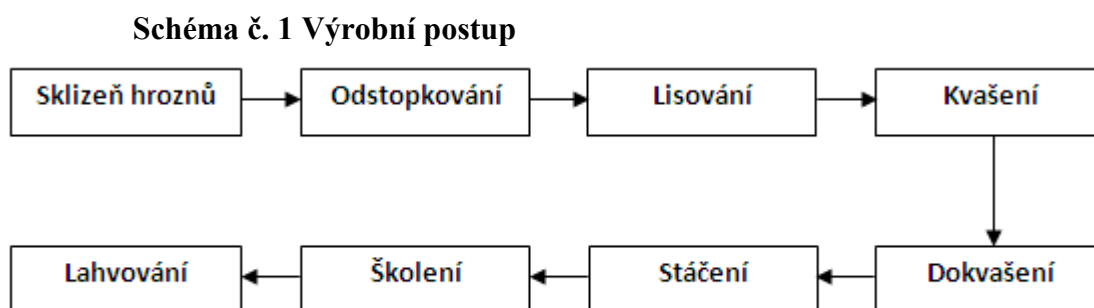 Schéma č. 1 Výrobní postup
Sklizeň hroznů
Odstopkování
Lisování
Kvašení
Dokvašení
Stáčení
Školení
Lahvování